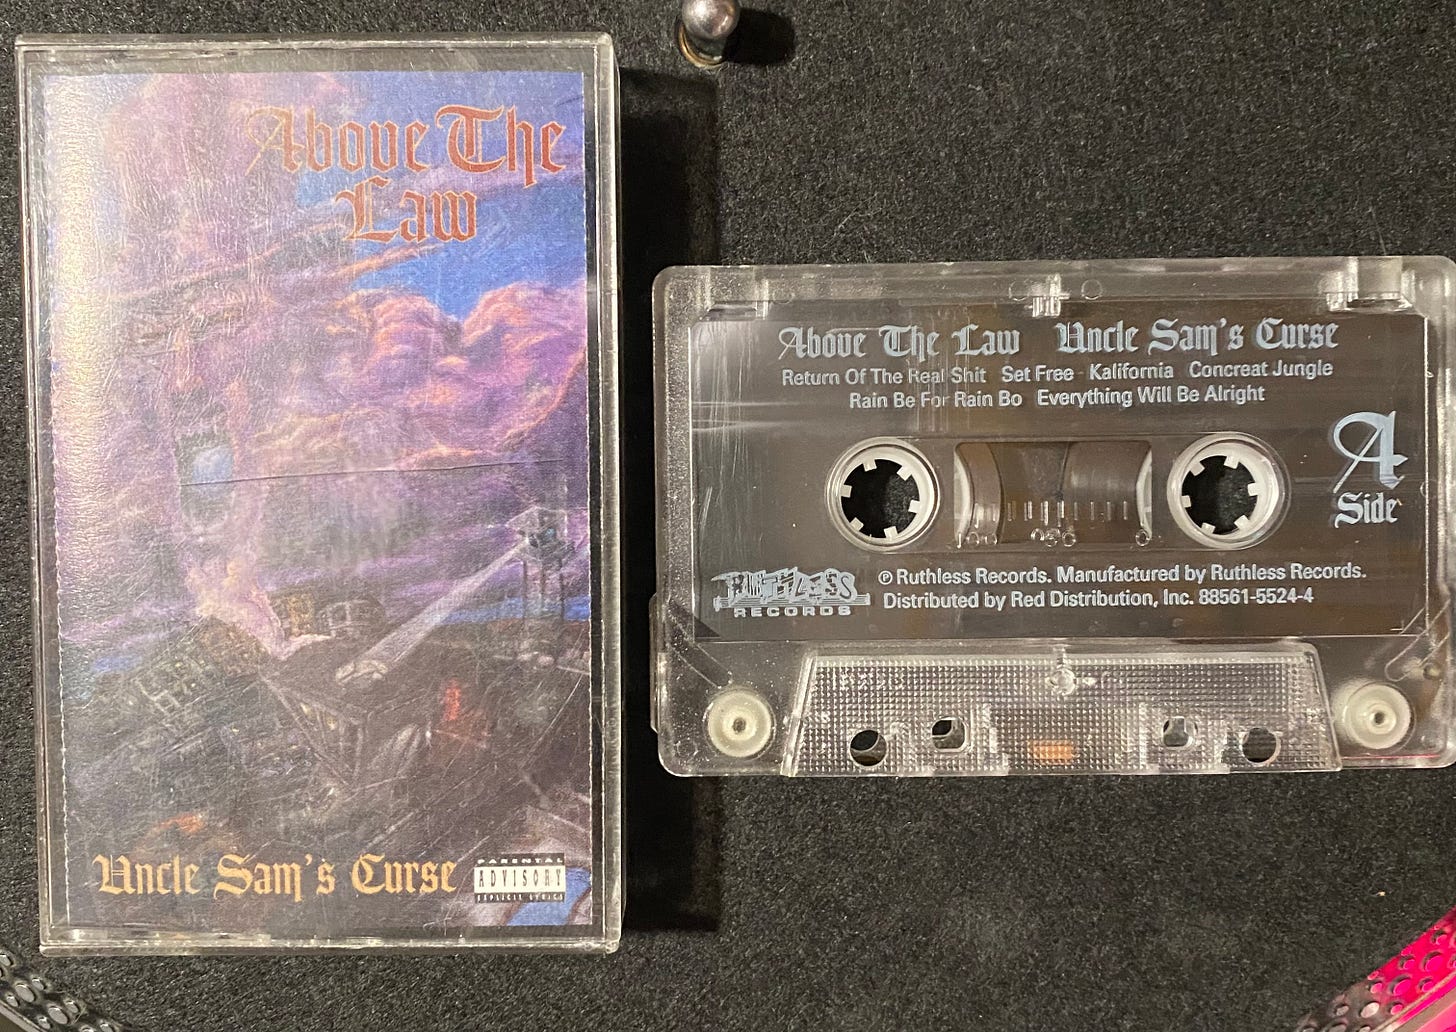 Above The
Law
Uncle Sam's Curse
PARENTAL
ADVISORY
EXPLICIT LYRICS
Above The Law Uncle Sam's Curse
Return Of The Real Shit Set Free Kalifornia Concreat Jungle
Rain Be For Rain Bo Everything Will Be Alright
A
Side
RUTHLESS
RECORDS
℗ Ruthless Records. Manufactured by Ruthless Records.
Distributed by Red Distribution, Inc. 88561-5524-4